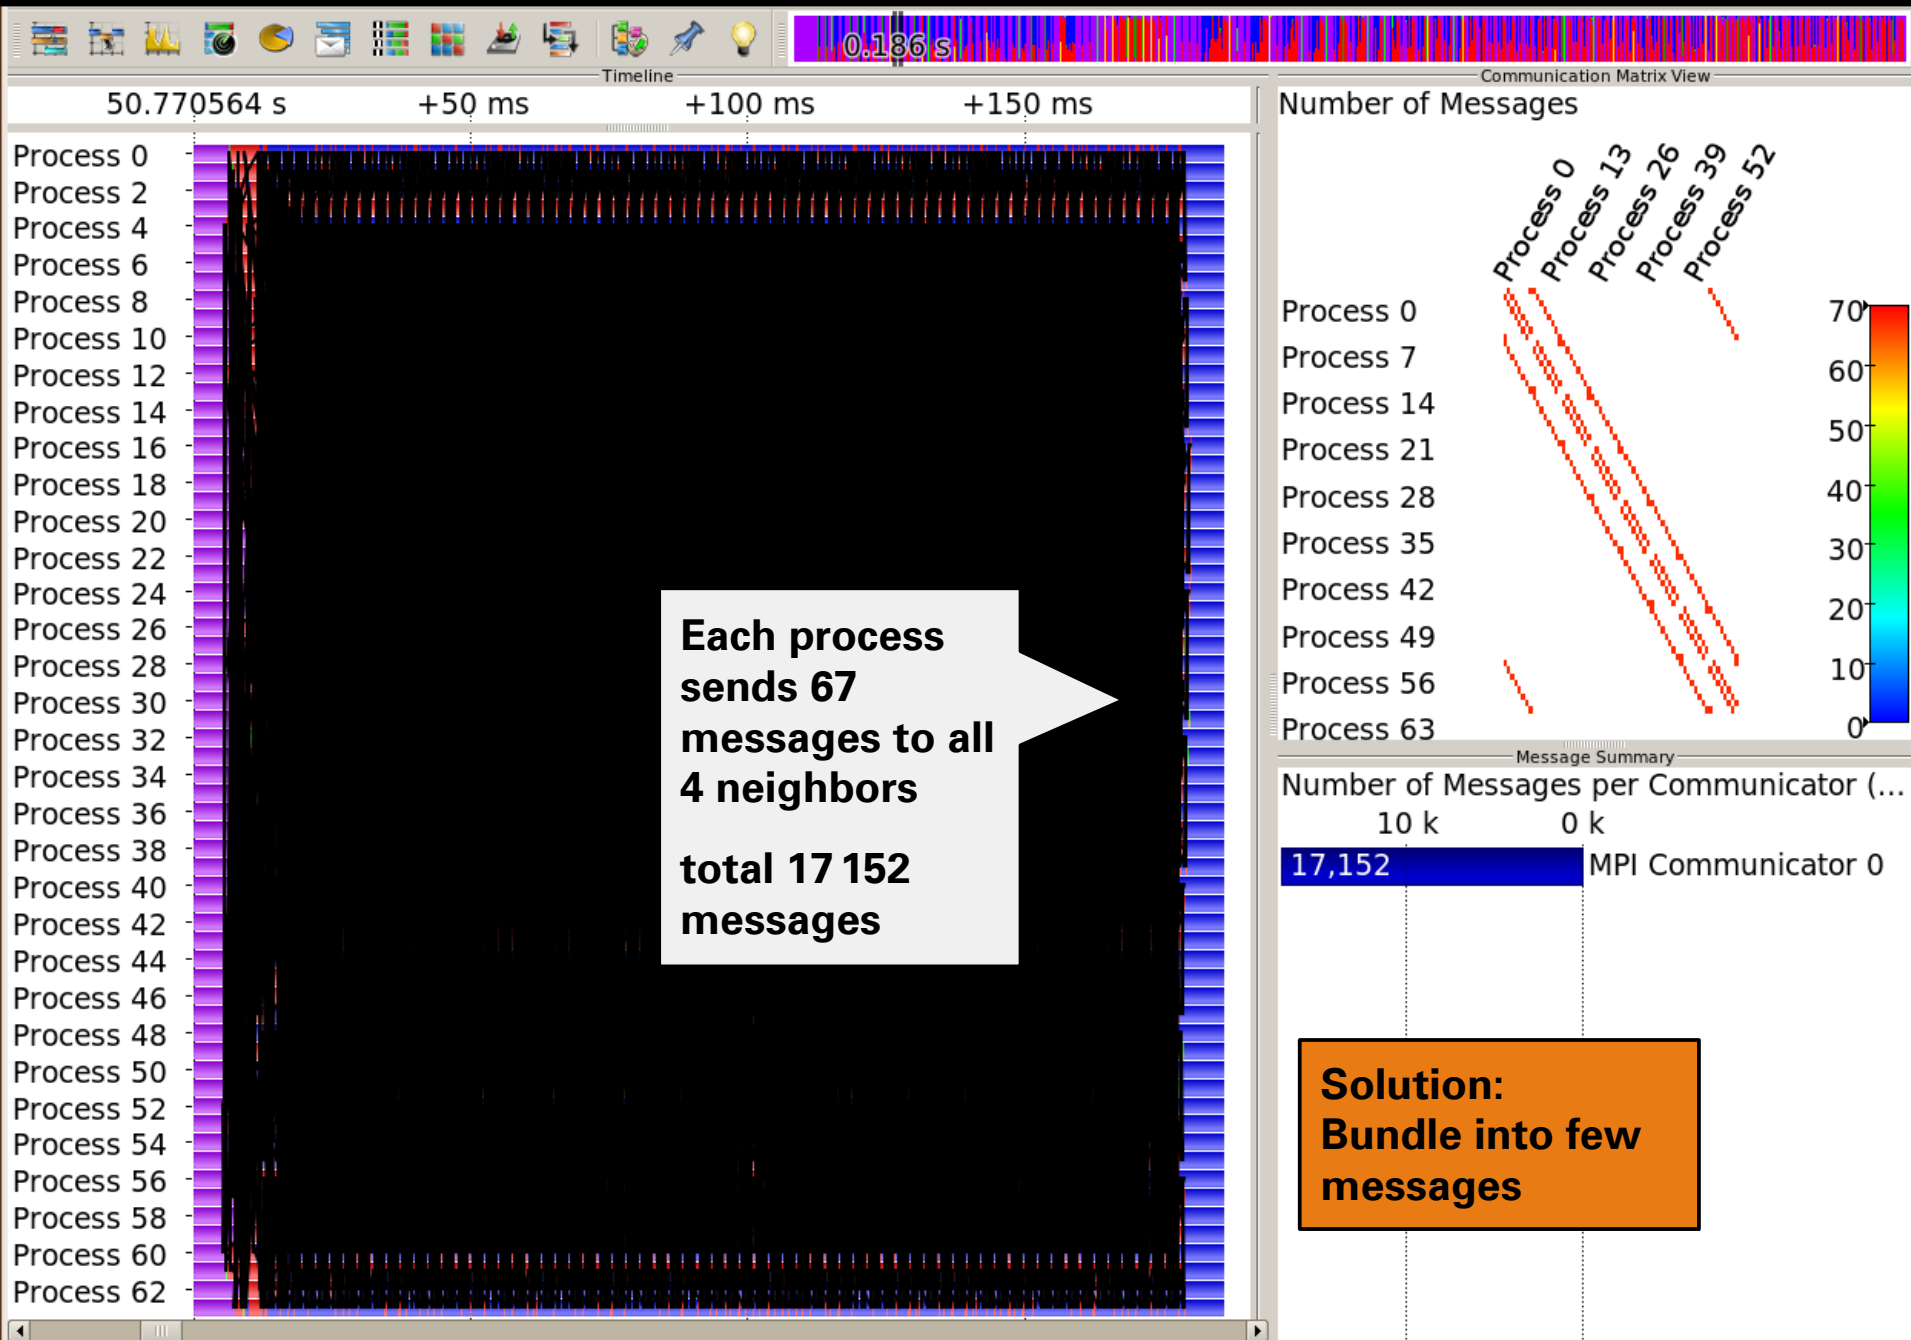 0.186 s
Timeline
50.770564 s +50 ms +100 ms +150 ms
Process 0
Process 2
Process 4
Process 6
Process 8
Process 10
Process 12
Process 14
Process 16
Process 18
Process 20
Process 22
Process 24
Process 26
Process 28
Process 30
Process 32
Process 34
Process 36
Process 38
Process 40
Process 42
Process 44
Process 46
Process 48
Process 50
Process 52
Process 54
Process 56
Process 58
Process 60
Process 62
Each process
sends 67
messages to all
4 neighbors
total 17 152
messages
Communication Matrix View
Number of Messages
Process 0
Process 13
Process 26
Process 39
Process 52
Process 0
Process 7
Process 14
Process 21
Process 28
Process 35
Process 42
Process 49
Process 56
Process 63
70
60
50
40
30
20
10
0
Message Summary
Number of Messages per Communicator (...
10 k 0 k
17,152 MPI Communicator 0
Solution:
Bundle into few
messages